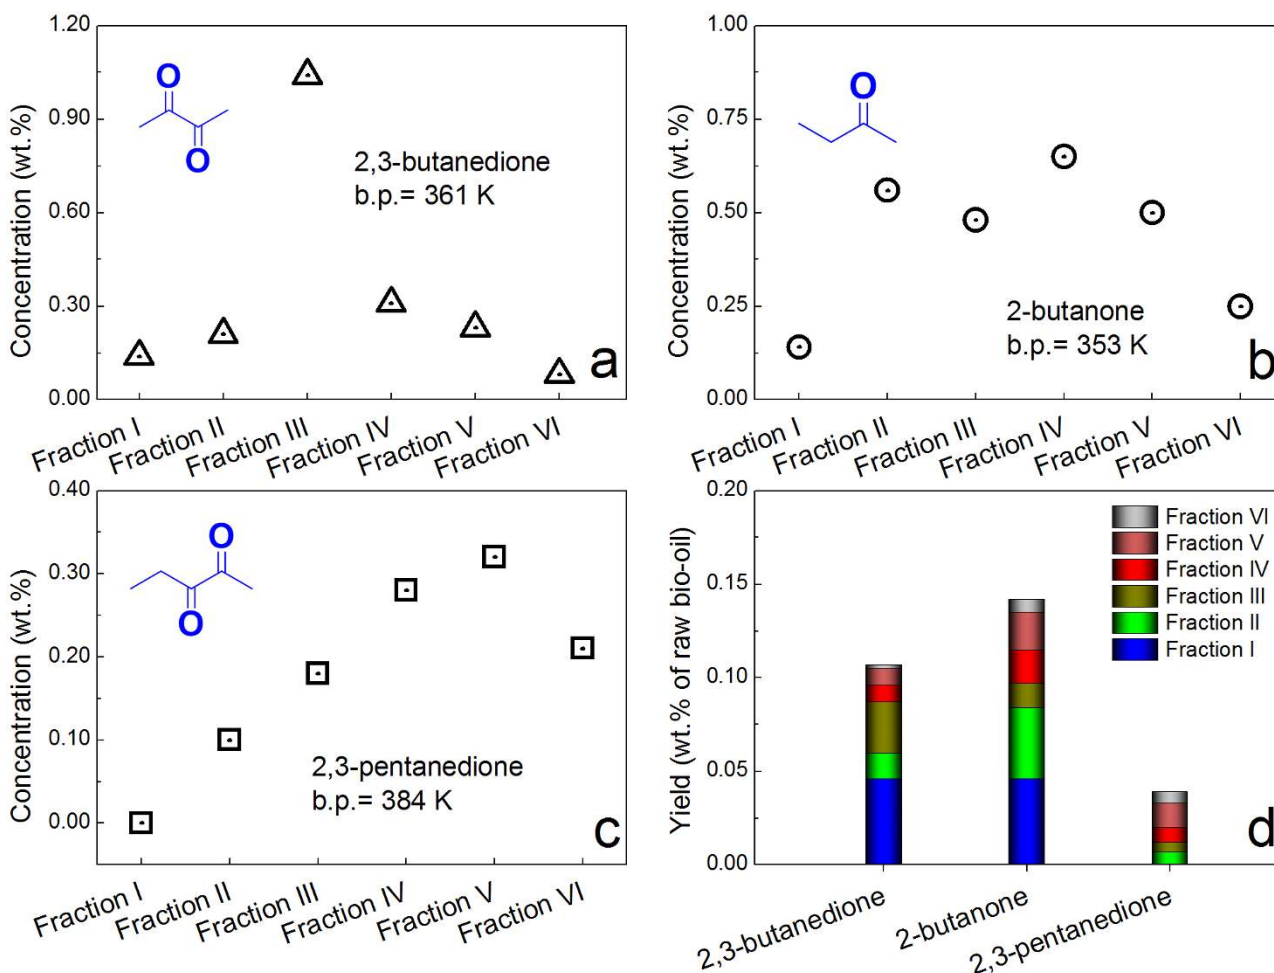 1.20
0.90
0.60
0.30
0.00
Concentration (wt.%)
O
O
2,3-butanedione
b.p.= 361 K
a
Fraction I
Fraction II
Fraction III
Fraction IV
Fraction V
Fraction VI
1.00
0.75
0.50
0.25
0.00
Concentration (wt.%)
O
2-butanone
b.p.= 353 K
b
Fraction I
Fraction II
Fraction III
Fraction IV
Fraction V
Fraction VI
0.40
0.30
0.20
0.10
0.00
Concentration (wt.%)
O
O
2,3-pentanedione
b.p.= 384 K
c
Fraction I
Fraction II
Fraction III
Fraction IV
Fraction V
Fraction VI
0.20
0.15
0.10
0.05
0.00
Yield (wt.% of raw bio-oil)
Fraction VI
Fraction V
Fraction IV
Fraction III
Fraction II
Fraction I
d
2,3-butanedione
2-butanone
2,3-pentanedione